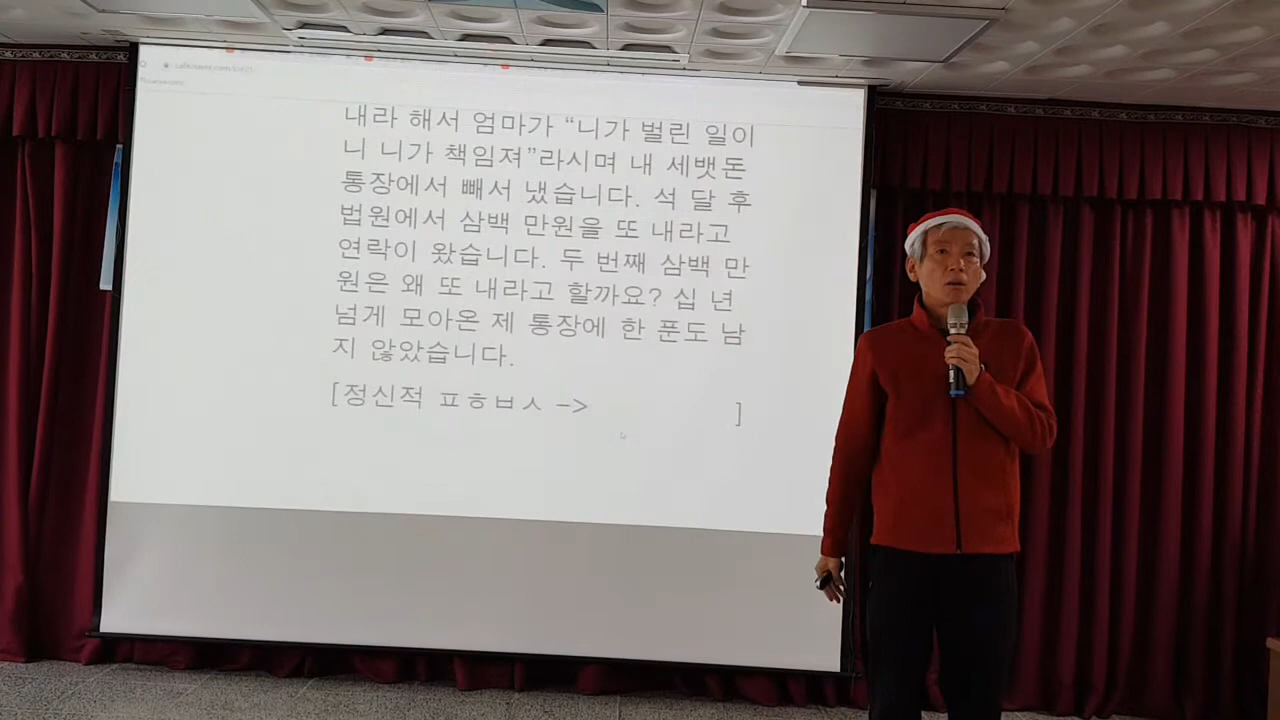 내라 해서 엄마가 “니가 벌린 일이
니 니가 책임져”라시며 내 세뱃돈
통장에서 빼서 냈습니다. 석 달 후
법원에서 삼백 만원을 또 내라고
연락이 왔습니다. 두 번째 삼백 만
원은 왜 또 내라고 할까요? 십 년
넘게 모아온 제 통장에 한 푼도 남
지 않았습니다.
[정신적 ㅍㅎㅂㅅ -> ]